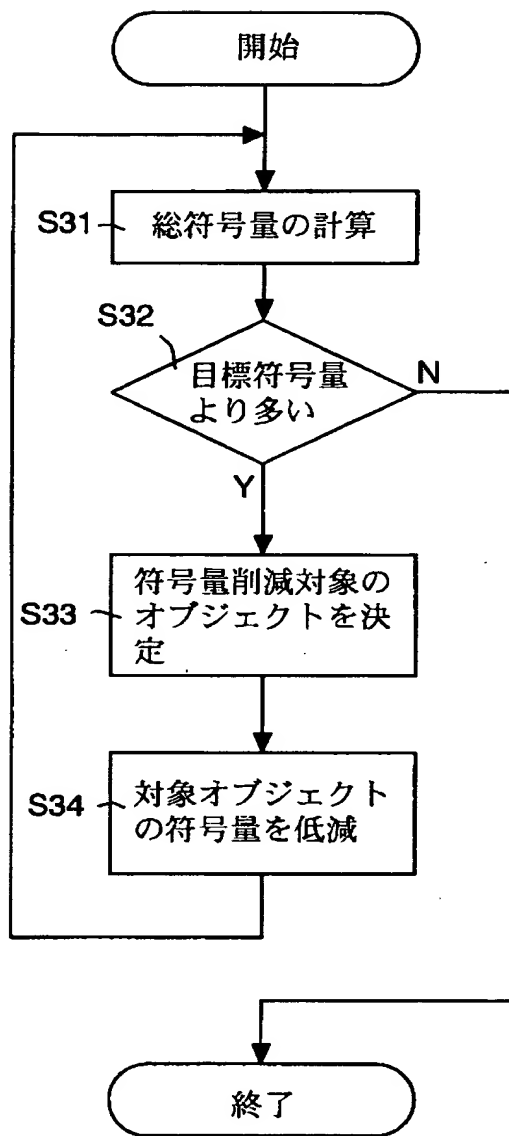 開始
S31
総符号量の計算
S32
目標符号量
より多い
N
Y
S33
符号量削減対象の
オブジェクトを決
定
S34
対象オブジェクト
の符号量を低減
終了